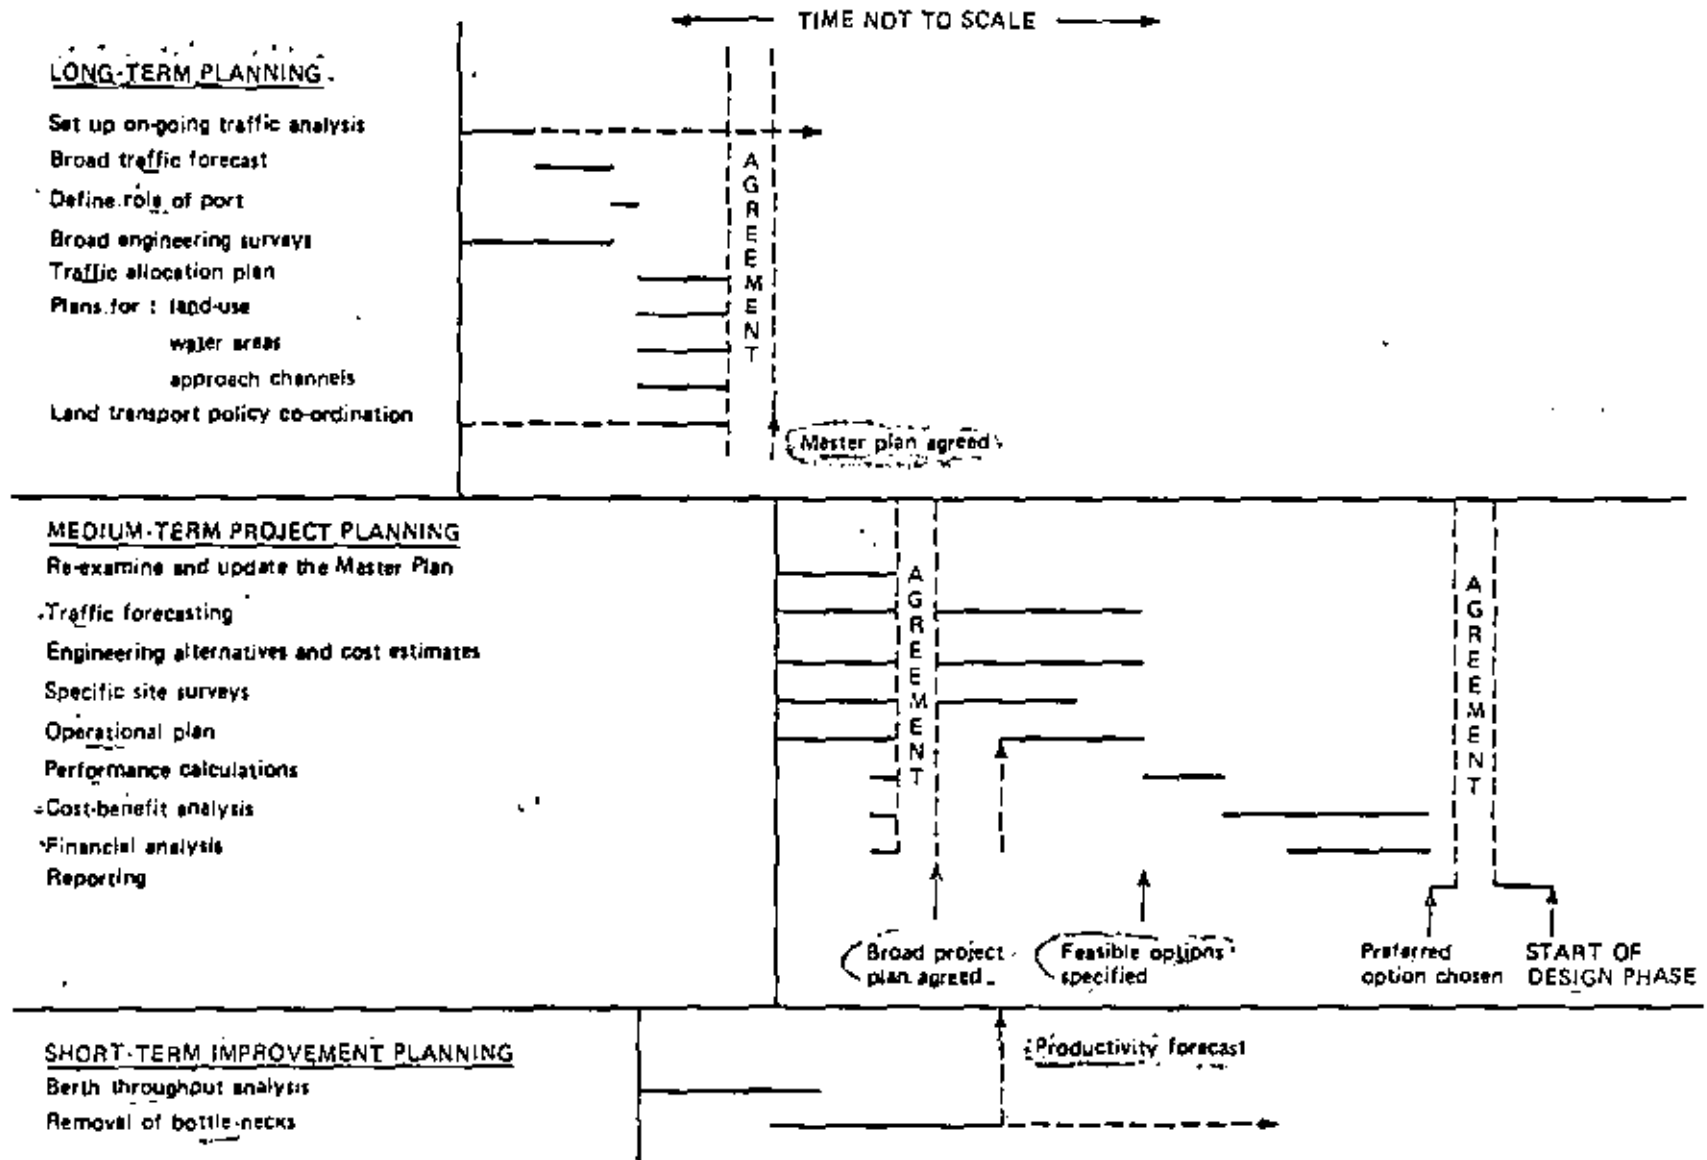 TIME NOT TO SCALE
LONG-TERM PLANNING
Set up on-going traffic analysis
Broad traffic forecast
Define role of port
Broad engineering surveys
Traffic allocation plan
Plans for : land-use
water areas
approach channels
Land transport policy co-ordination
AGREEMENT
Master plan agreed
MEDIUM-TERM PROJECT PLANNING
Re-examine and update the Master Plan
Traffic forecasting
Engineering alternatives and cost estimates
Specific site surveys
Operational plan
Performance calculations
Cost-benefit analysis
Financial analysis
Reporting
AGREEMENT
AGREEMENT
Broad project
plan agreed
Feasible options
specified
Preferred
option chosen
START OF
DESIGN PHASE
SHORT-TERM IMPROVEMENT PLANNING
Berth throughput analysis
Removal of bottle-necks
Productivity forecast